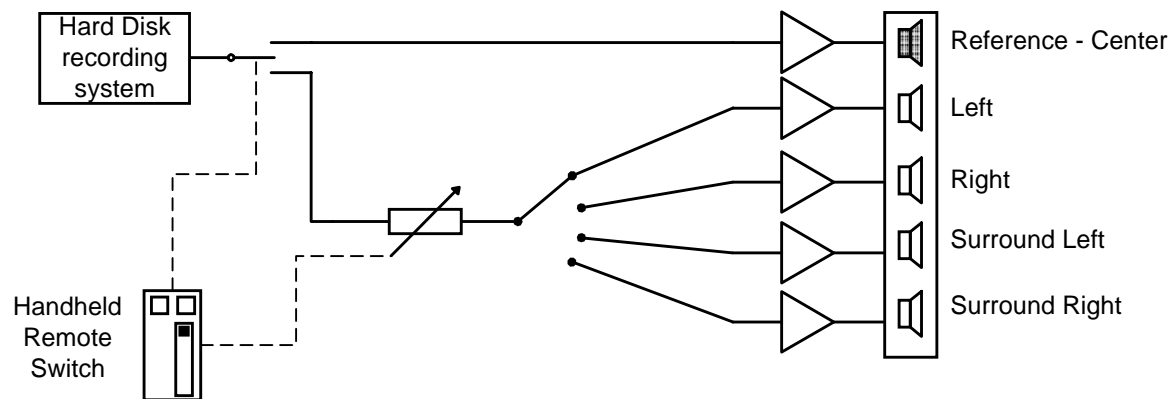 Hard Disk
recording
system
Reference - Center
Left
Right
Surround Left
Surround Right
Handheld
Remote
Switch